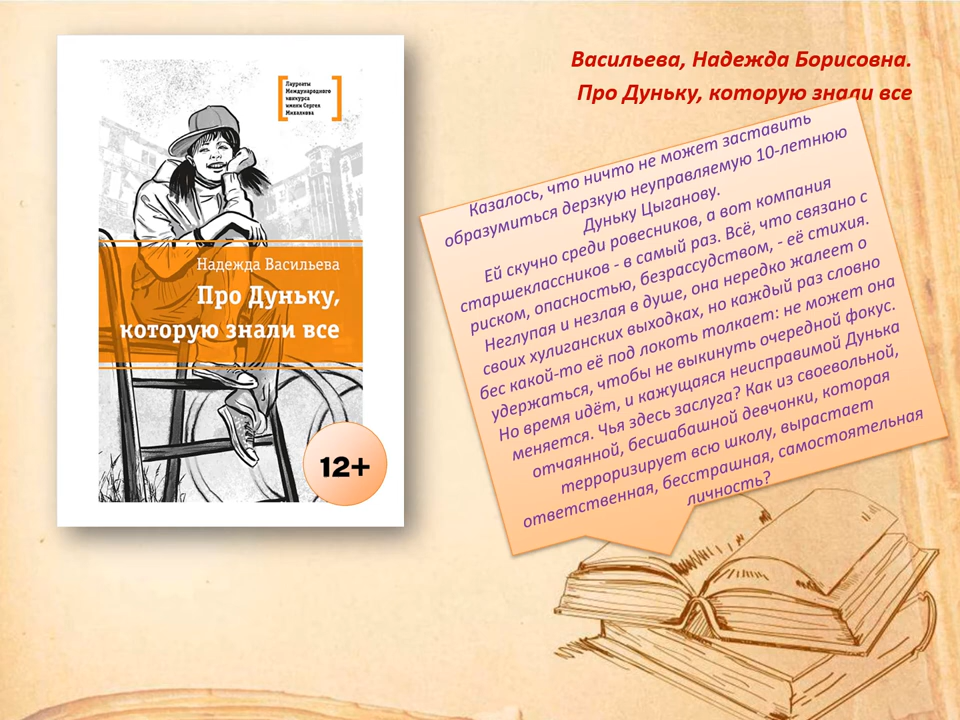 Лауреаты
Международного
конкурса
имени Сергея
Михалкова
Надежда Васильева
Про Дуньку,
которую знали все
12+
Васильева, Надежда Борисовна.
Про Дуньку, которую знали все
Казалось, что ничто не может заставить
образумиться дерзкую неуправляемую 10-летнюю
Дуньку Цыганову.
Ей скучно среди ровесников, а вот компания
старшеклассников - в самый раз. Всё, что связано с
риском, опасностью, безрассудством, - её стихия.
Неглупая и незлая в душе, она нередко жалеет о
своих хулиганских выходках, но каждый раз словно
бес какой-то её под локоть толкает: не может она
удержаться, чтобы не выкинуть очередной фокус.
Но время идёт, и кажущаяся неисправимой Дунька
меняется. Чья здесь заслуга? Как из своевольной,
отчаянной, бесшабашной девчонки, которая
терроризирует всю школу, вырастает
ответственная, бесстрашная, самостоятельная
личность?